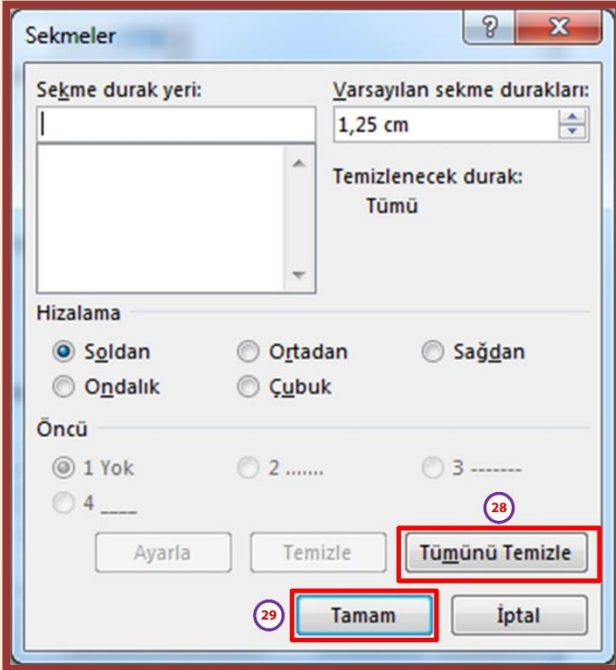 Sekmeler
Sekme durak yeri:
Varsayılan sekme durakları:
1,25 cm
Temizlenecek durak:
Tümü
Hizalama
Soldan Ortadan Sağdan
Ondalık Çubuk
Öncü
1 Yok 2 ....... 3 -------
4 ____
28
Ayarla Temizle Tümünü Temizle
29 Tamam İptal